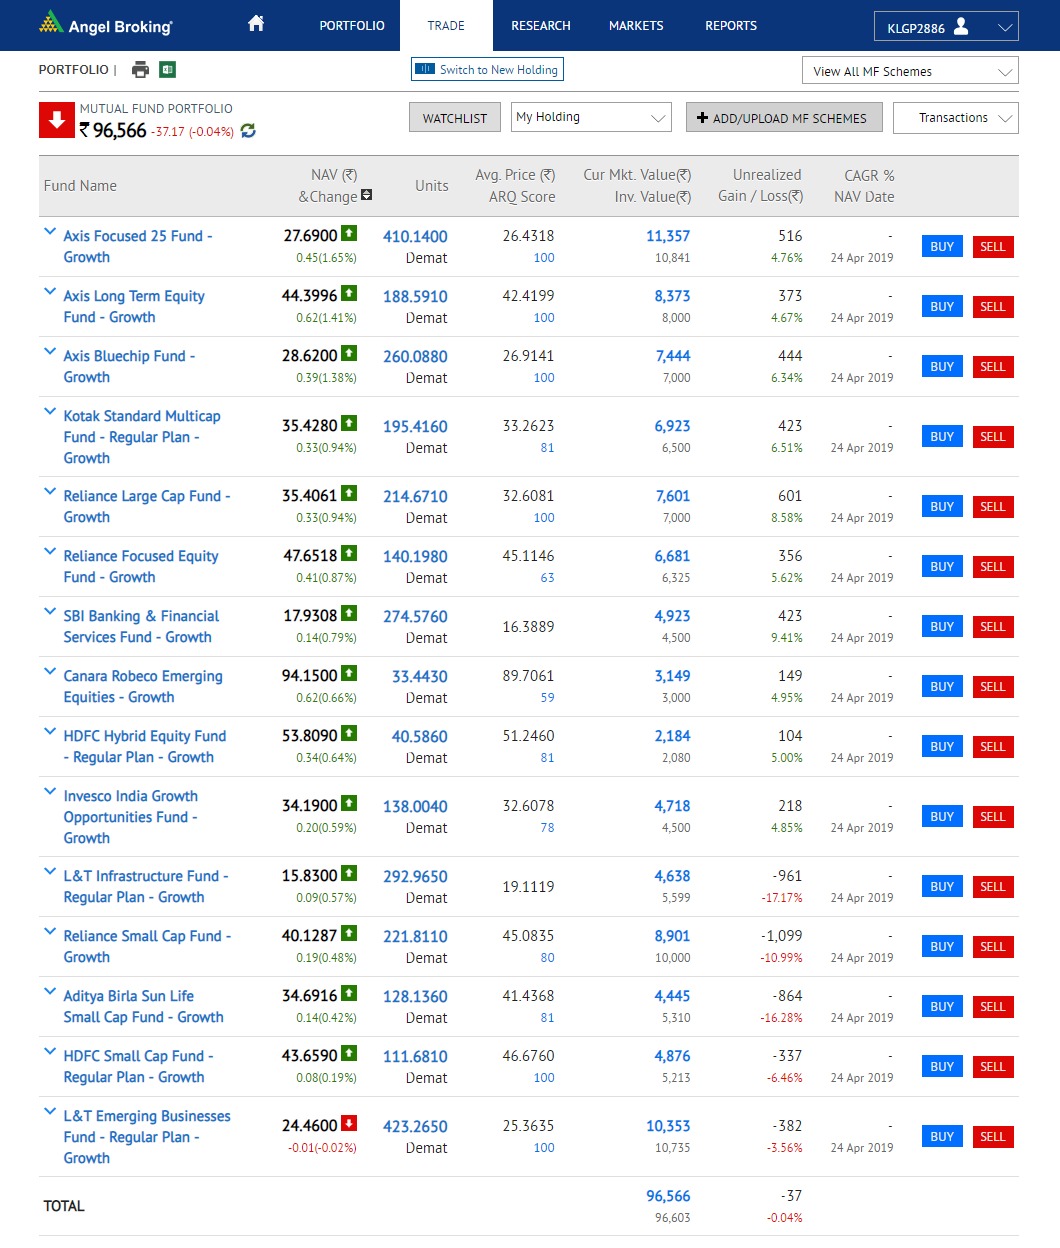 Angel Broking
PORTFOLIO
TRADE
RESEARCH
MARKETS
REPORTS
KLGP2886
PORTFOLIO |
Switch to New Holding
View All MF Schemes
MUTUAL FUND PORTFOLIO
₹ 96,566 -37.17 (-0.04%)
WATCHLIST
My Holding
ADD/UPLOAD MF SCHEMES
Transactions
Fund Name
NAV (₹)
&Change
Units
Avg. Price (₹)
ARQ Score
Cur Mkt. Value(₹)
Inv. Value(₹)
Unrealized
Gain / Loss(₹)
CAGR %
NAV Date
Axis Focused 25 Fund - 27.6900 410.1400 26.4318 11,357 516 - BUY SELL
Growth 0.45(1.65%) Demat 100 10,841 4.76% 24 Apr 2019
Axis Long Term Equity 44.3996 188.5910 42.4199 8,373 373 - BUY SELL
Fund - Growth 0.62(1.41%) Demat 100 8,000 4.67% 24 Apr 2019
Axis Bluechip Fund - 28.6200 260.0880 26.9141 7,444 444 - BUY SELL
Growth 0.39(1.38%) Demat 100 7,000 6.34% 24 Apr 2019
Kotak Standard Multicap
Fund - Regular Plan - 35.4280 195.4160 33.2623 6,923 423 - BUY SELL
Growth 0.33(0.94%) Demat 81 6,500 6.51% 24 Apr 2019
Reliance Large Cap Fund - 35.4061 214.6710 32.6081 7,601 601 - BUY SELL
Growth 0.33(0.94%) Demat 100 7,000 8.58% 24 Apr 2019
Reliance Focused Equity 47.6518 140.1980 45.1146 6,681 356 - BUY SELL
Fund - Growth 0.41(0.87%) Demat 63 6,325 5.62% 24 Apr 2019
SBI Banking & Financial 17.9308 274.5760 16.3889 4,923 423 - BUY SELL
Services Fund - Growth 0.14(0.79%) Demat 4,500 9.41% 24 Apr 2019
Canara Robeco Emerging 94.1500 33.4430 89.7061 3,149 149 - BUY SELL
Equities - Growth 0.62(0.66%) Demat 59 3,000 4.95% 24 Apr 2019
HDFC Hybrid Equity Fund 53.8090 40.5860 51.2460 2,184 104 - BUY SELL
- Regular Plan - Growth 0.34(0.64%) Demat 81 2,080 5.00% 24 Apr 2019
Invesco India Growth
Opportunities Fund - 34.1900 138.0040 32.6078 4,718 218 - BUY SELL
Growth 0.20(0.59%) Demat 78 4,500 4.85% 24 Apr 2019
L&T Infrastructure Fund - 15.8300 292.9650 19.1119 4,638 -961 - BUY SELL
Regular Plan - Growth 0.09(0.57%) Demat 5,599 -17.17% 24 Apr 2019
Reliance Small Cap Fund - 40.1287 221.8110 45.0835 8,901 -1,099 - BUY SELL
Growth 0.19(0.48%) Demat 80 10,000 -10.99% 24 Apr 2019
Aditya Birla Sun Life 34.6916 128.1360 41.4368 4,445 -864 - BUY SELL
Small Cap Fund - Growth 0.14(0.42%) Demat 81 5,310 -16.28% 24 Apr 2019
HDFC Small Cap Fund - 43.6590 111.6810 46.6760 4,876 -337 - BUY SELL
Regular Plan - Growth 0.08(0.19%) Demat 100 5,213 -6.46% 24 Apr 2019
L&T Emerging Businesses
Fund - Regular Plan - 24.4600 423.2650 25.3635 10,353 -382 - BUY SELL
Growth -0.01(-0.02%) Demat 100 10,735 -3.56% 24 Apr 2019
TOTAL 96,566 -37
96,603 -0.04%